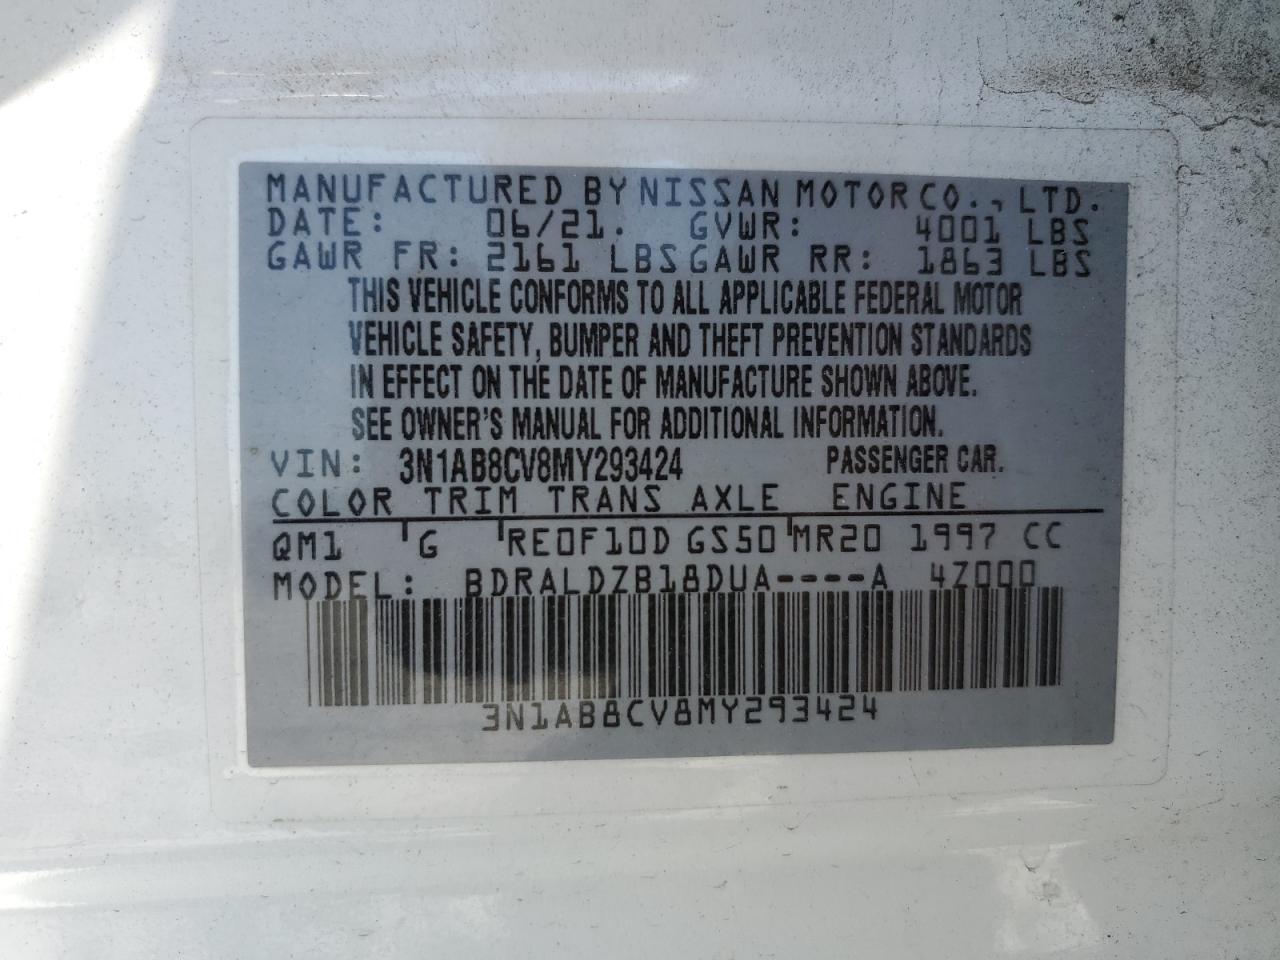 MANUFACTURED BY NISSAN MOTOR CO., LTD.
DATE: 06/21. GVWR: 4001 LBS
GAWR FR: 2161 LBS GAWR RR: 1863 LBS
THIS VEHICLE CONFORMS TO ALL APPLICABLE FEDERAL MOTOR
VEHICLE SAFETY, BUMPER AND THEFT PREVENTION STANDARDS
IN EFFECT ON THE DATE OF MANUFACTURE SHOWN ABOVE.
SEE OWNER'S MANUAL FOR ADDITIONAL INFORMATION.
VIN: 3N1AB8CV8MY293424 PASSENGER CAR.
COLOR TRIM TRANS AXLE ENGINE
QM1 G RE0F10D GS50 MR20 1997 CC
MODEL: BDRALDZB18DUA----A 4Z000
3N1AB8CV8MY293424